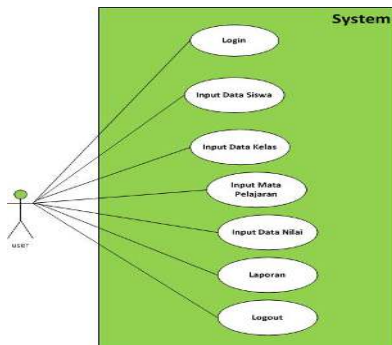 System
Login
Input Data Siswa
Input Data Kelas
Input Mata
Pelajaran
Input Data Nilai
Laporan
Logout